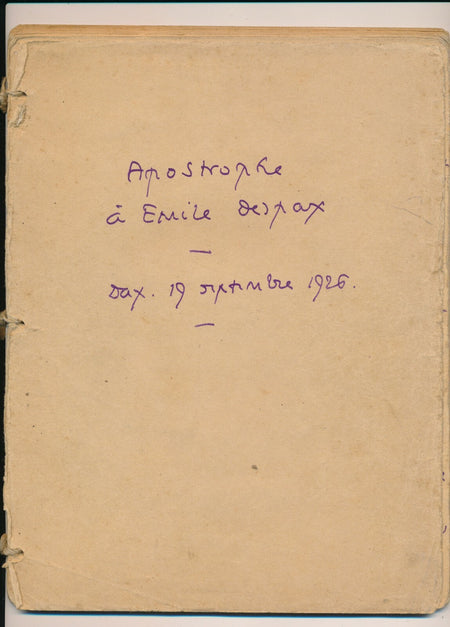 Apostrophe
à Emile Despax
—
Dax. 19 septembre 1926.
—